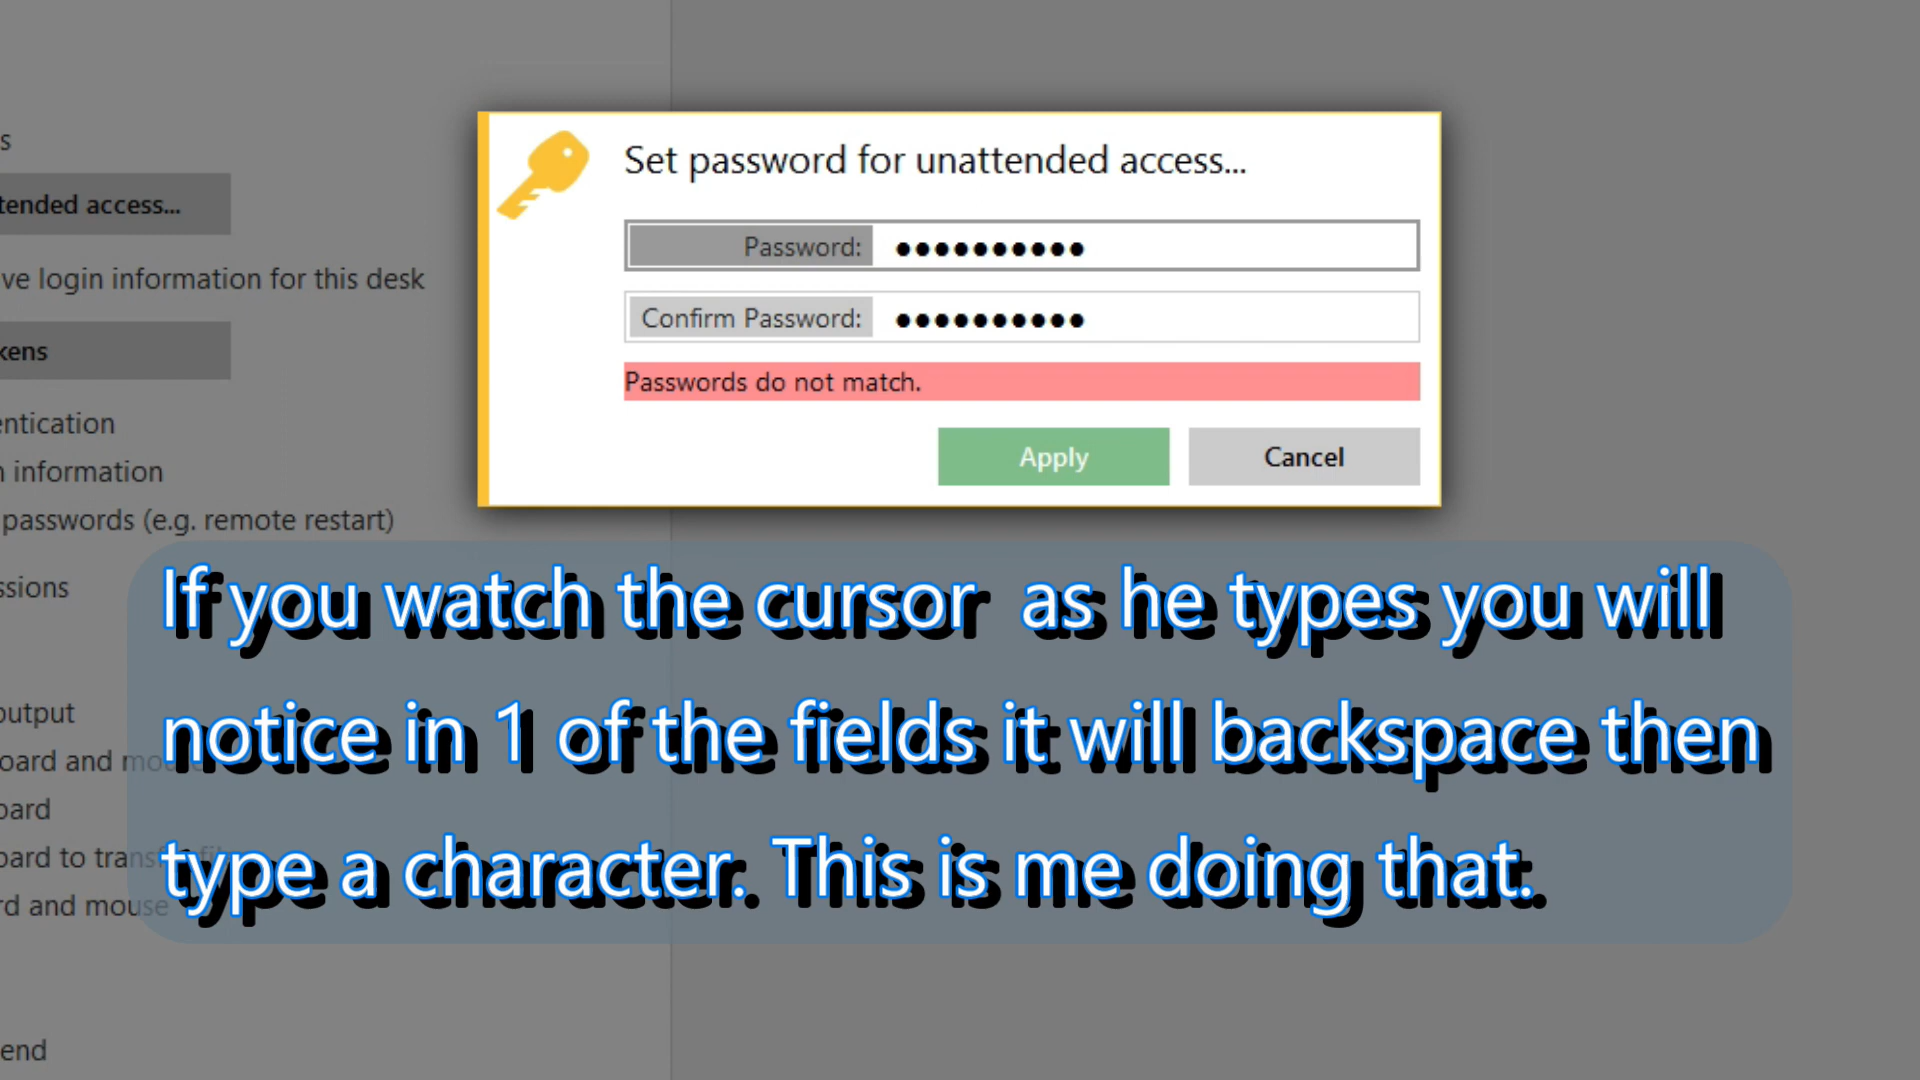 s
Set password for unattended access...
tended access...
Password: ●●●●●●●●●●
ve login information for this desk
Confirm Password: ●●●●●●●●●●
kens
Passwords do not match.
entication
Apply Cancel
n information
passwords (e.g. remote restart)
ssions
If you watch the cursor as he types you will
output
notice in 1 of the fields it will backspace then
oard and mo
oard
oard to trans
type a character. This is me doing that.
rd and mouse
end